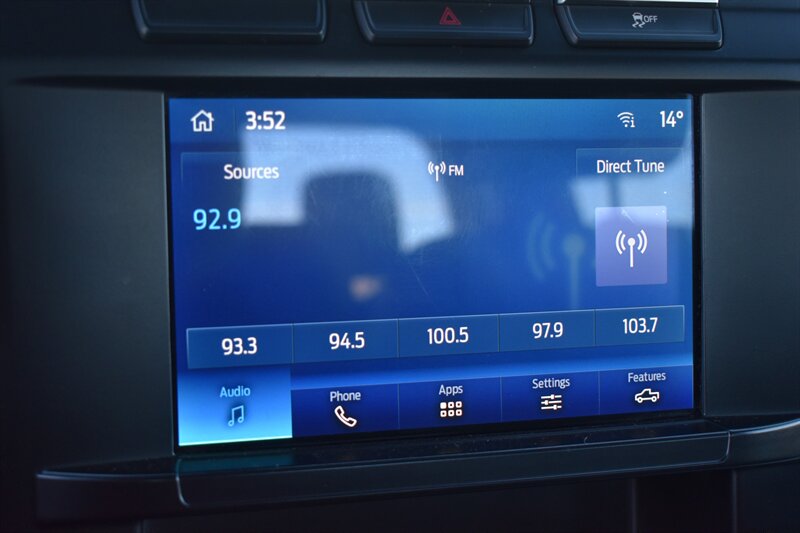 OFF
3:52
14°
Sources
FM
Direct Tune
92.9
93.3
94.5
100.5
97.9
103.7
Audio
Phone
Apps
Settings
Features